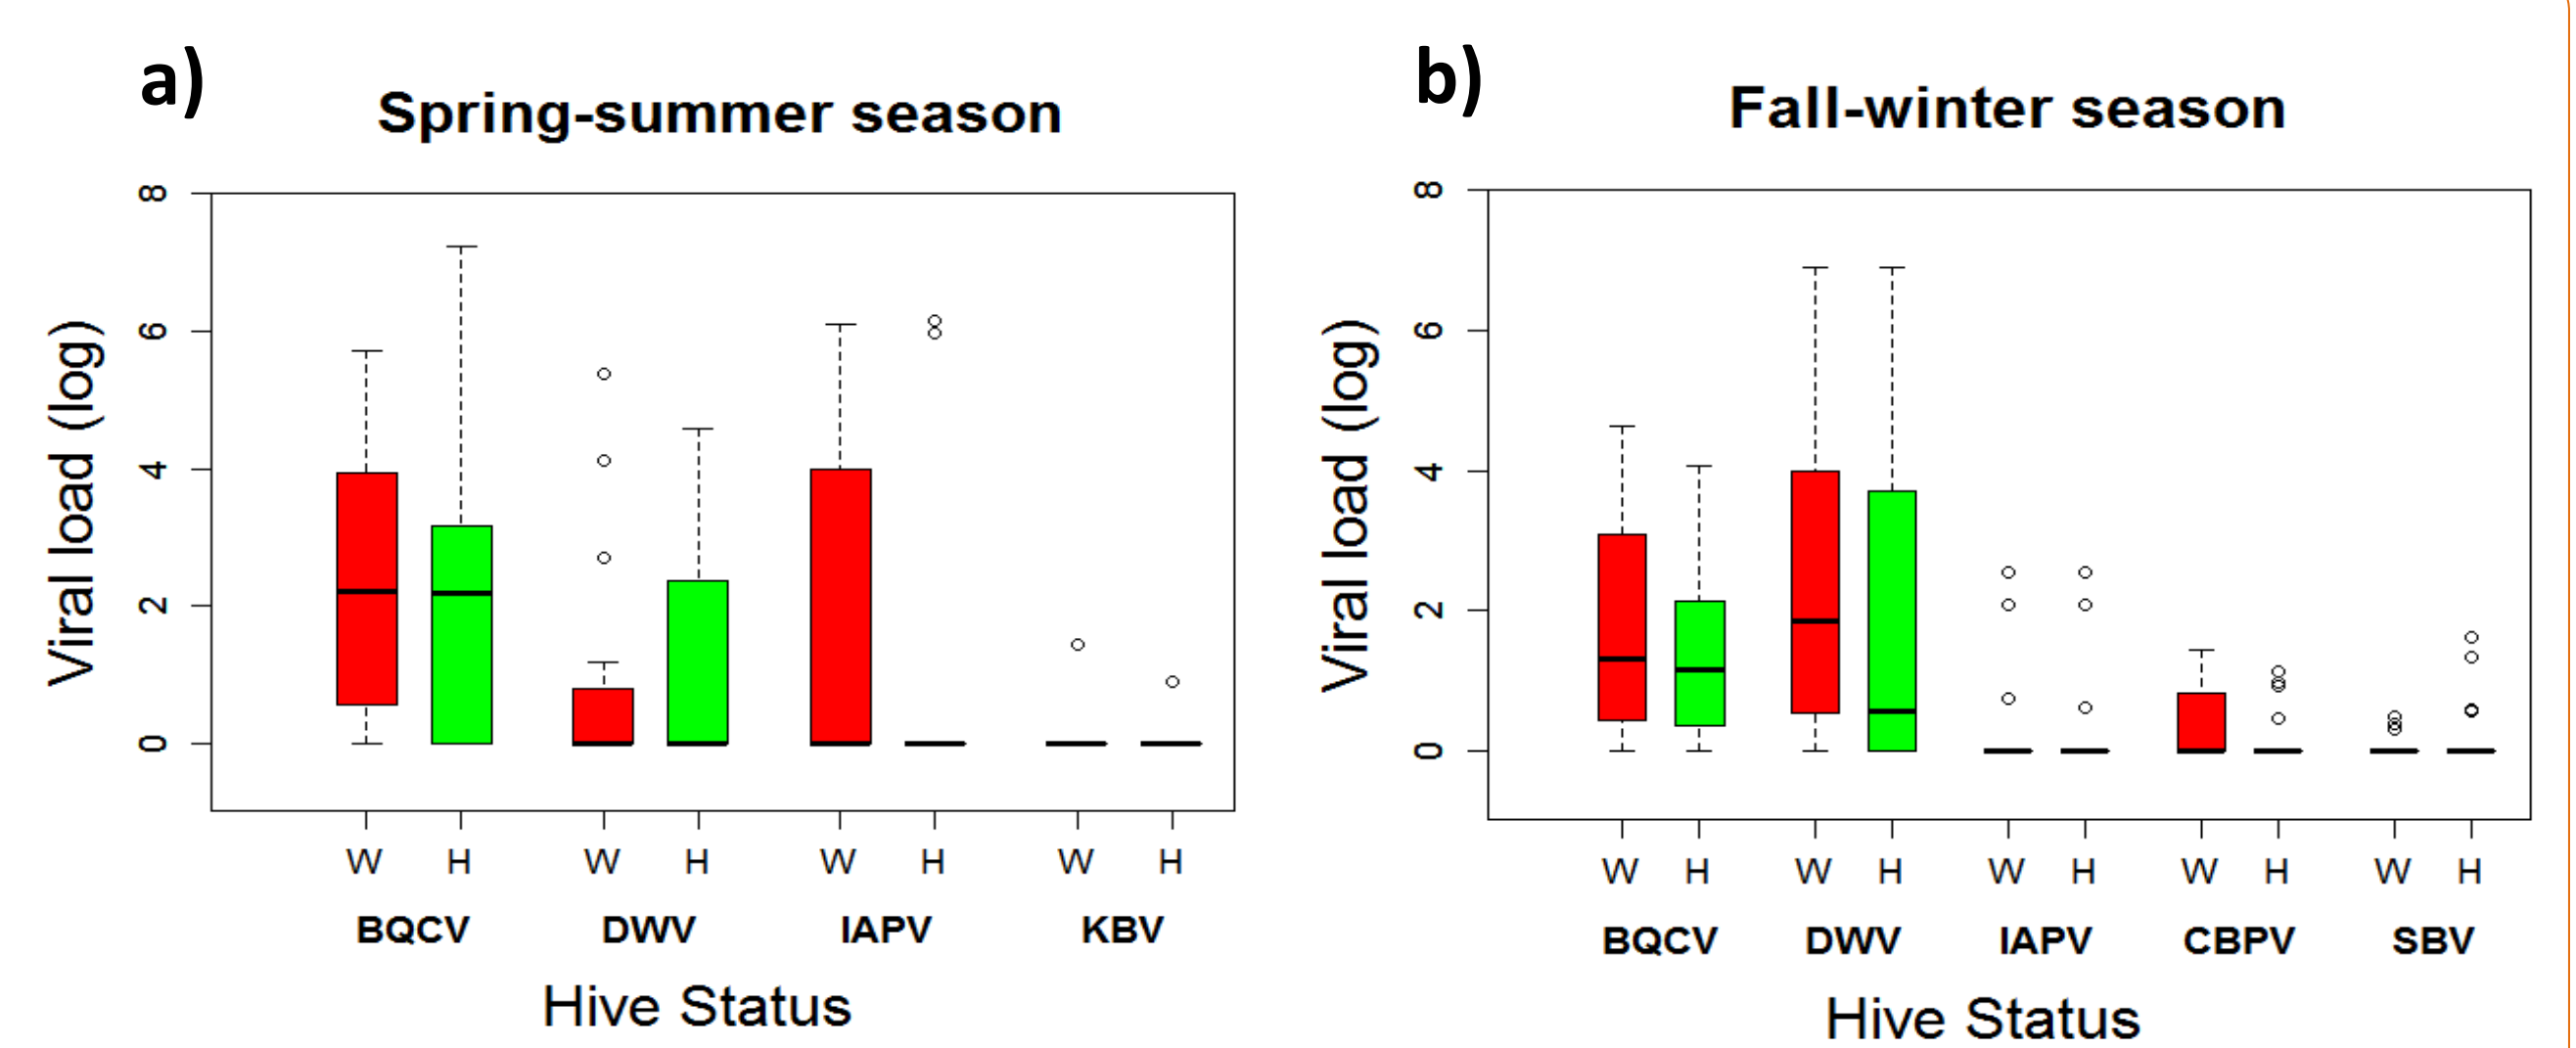 a)
Spring-summer season
Viral load (log)
8
6
4
2
0
W H W H W H W H
BQCV DWV IAPV KBV
Hive Status
b)
Fall-winter season
Viral load (log)
8
6
4
2
0
W H W H W H W H W H
BQCV DWV IAPV CBPV SBV
Hive Status